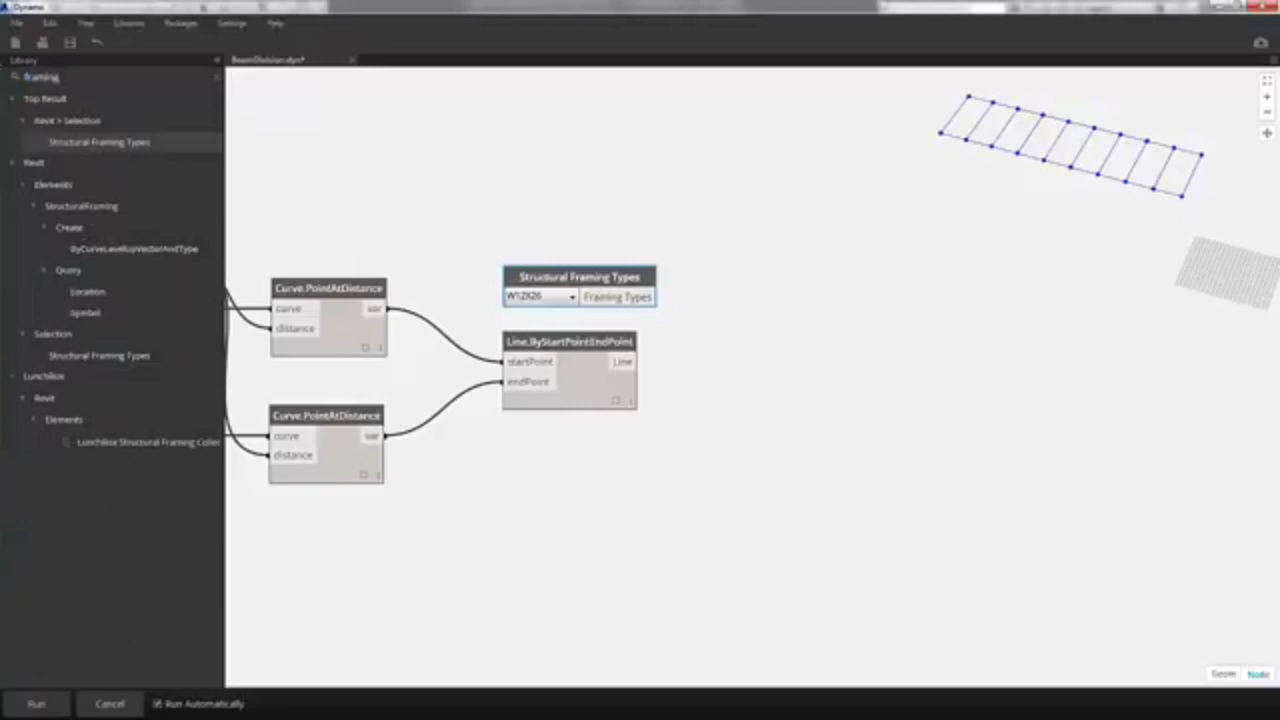 Dynamo
File Edit View Libraries Packages Settings Help
Library
BeamDivision.dyn*
framing
Top Result
Revit > Selection
Structural Framing Types
Revit
Elements
StructuralFraming
Create
ByCurveLevelUpVectorAndType
Query
Location
Symbol
Selection
Structural Framing Types
LunchBox
Revit
Elements
LunchBox Structural Framing Collec
Curve.PointAtDistance
curve var
distance
Curve.PointAtDistance
curve var
distance
Structural Framing Types
W12X26 Framing Types
Line.ByStartPointEndPoint
startPoint Line
endPoint
Geom Node
Run Cancel Run Automatically